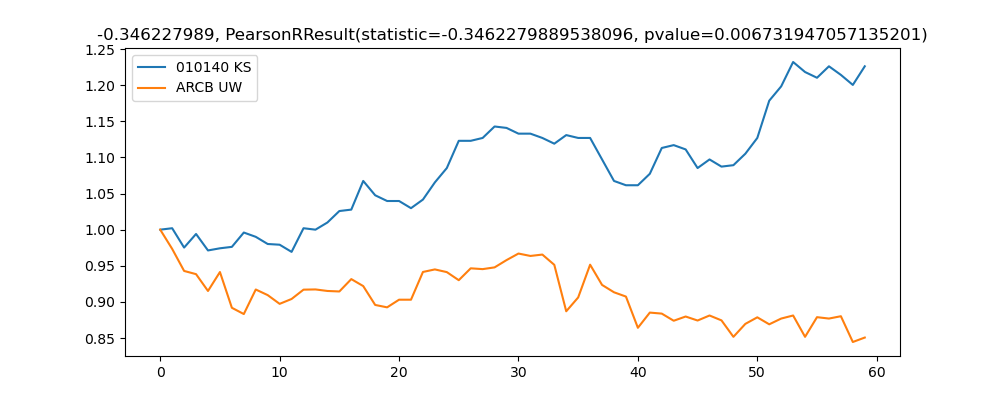 -0.346227989, PearsonRResult(statistic=-0.3462279889538096, pvalue=0.006731947057135201)
010140 KS
ARCB UW
1.25
1.20
1.15
1.10
1.05
1.00
0.95
0.90
0.85
0 10 20 30 40 50 60